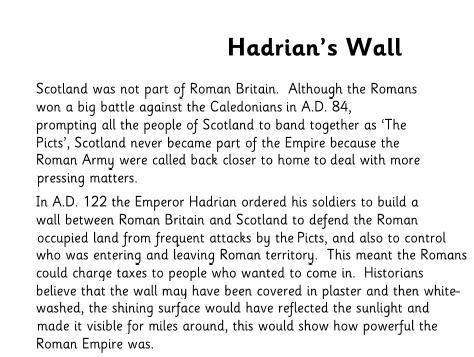 Hadrian's Wall
Scotland was not part of Roman Britain.  Although the Romans
won a big battle against the Caledonians in A.D. 84,
prompting all the people of Scotland to band together as ‘The
Picts’, Scotland never became part of the Empire because the
Roman Army were called back closer to home to deal with more
pressing matters.
In A.D. 122 the Emperor Hadrian ordered his soldiers to build a
wall between Roman Britain and Scotland to defend the Roman
occupied land from frequent attacks by the Picts, and also to control
who was entering and leaving Roman territory.  This meant the Romans
could charge taxes to people who wanted to come in.  Historians
believe that the wall may have been covered in plaster and then white-
washed, the shining surface would have reflected the sunlight and
made it visible for miles around, this would show how powerful the
Roman Empire was.